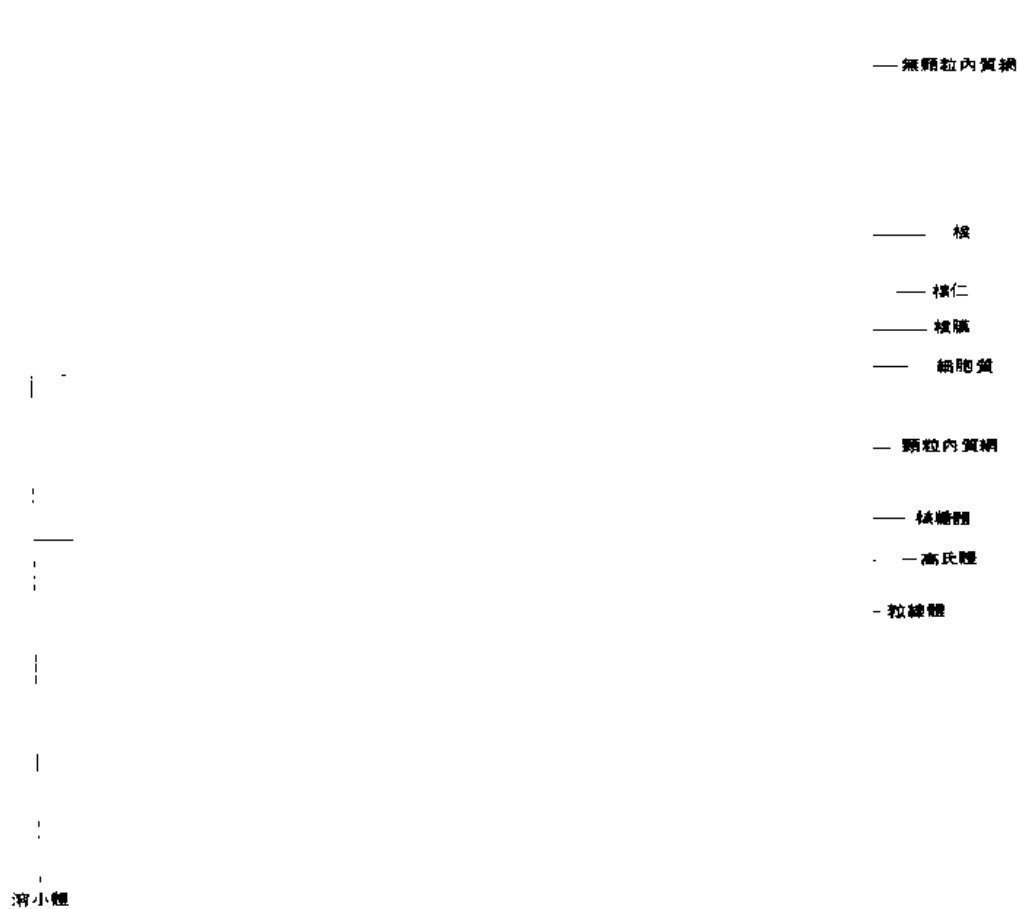 無顆粒內質網
核
核仁
核膜
細胞質
顆粒內質網
核糖體
高氏體
粒線體
溶小體